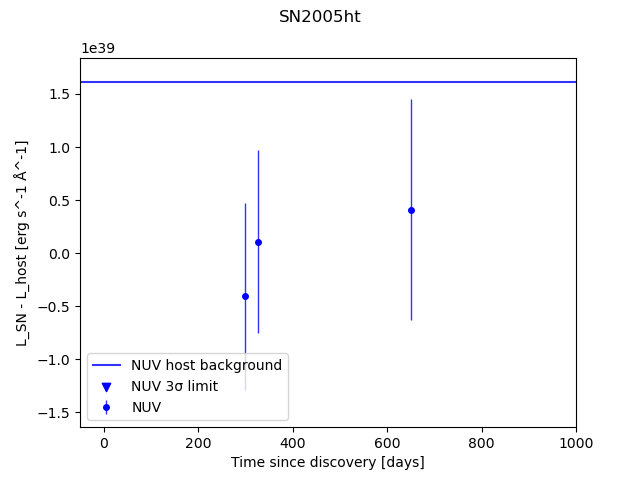 SN2005ht
1e39
1.5
1.0
0.5
0.0
−0.5
−1.0
−1.5
L_SN - L_host [erg s^-1 Å^-1]
NUV host background
NUV 3σ limit
NUV
0 200 400 600 800 1000
Time since discovery [days]